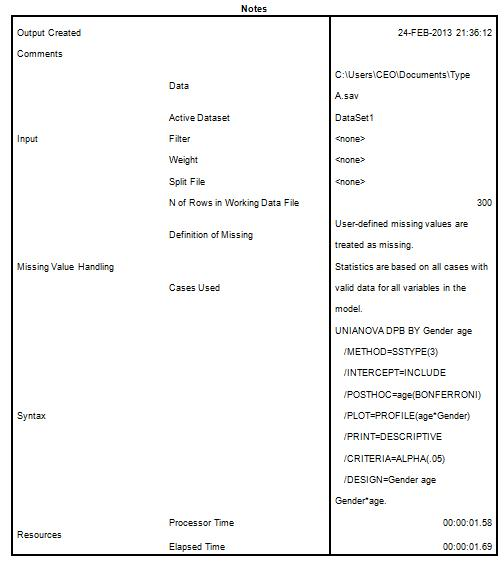 Notes
Output Created 24-FEB-2013 21:36:12
Comments
Input
Data C:\Users\CEO\Documents\Type
A.sav
Active Dataset DataSet1
Filter <none>
Weight <none>
Split File <none>
N of Rows in Working Data File 300
Missing Value Handling
Definition of Missing User-defined missing values are
treated as missing.
Cases Used Statistics are based on all cases with
valid data for all variables in the
model.
Syntax
UNIANOVA DPB BY Gender age
/METHOD=SSTYPE(3)
/INTERCEPT=INCLUDE
/POSTHOC=age(BONFERRONI)
/PLOT=PROFILE(age*Gender)
/PRINT=DESCRIPTIVE
/CRITERIA=ALPHA(.05)
/DESIGN=Gender age
Gender*age.
Resources
Processor Time 00:00:01.58
Elapsed Time 00:00:01.69